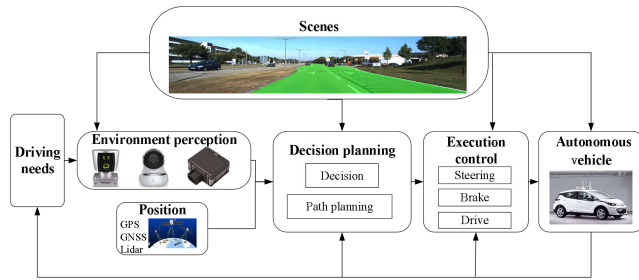 Scenes
Driving
needs
Environment perception
Position
GPS
GNSS
Lidar
Decision planning
Decision
Path planning
Execution
control
Steering
Brake
Drive
Autonomous
vehicle